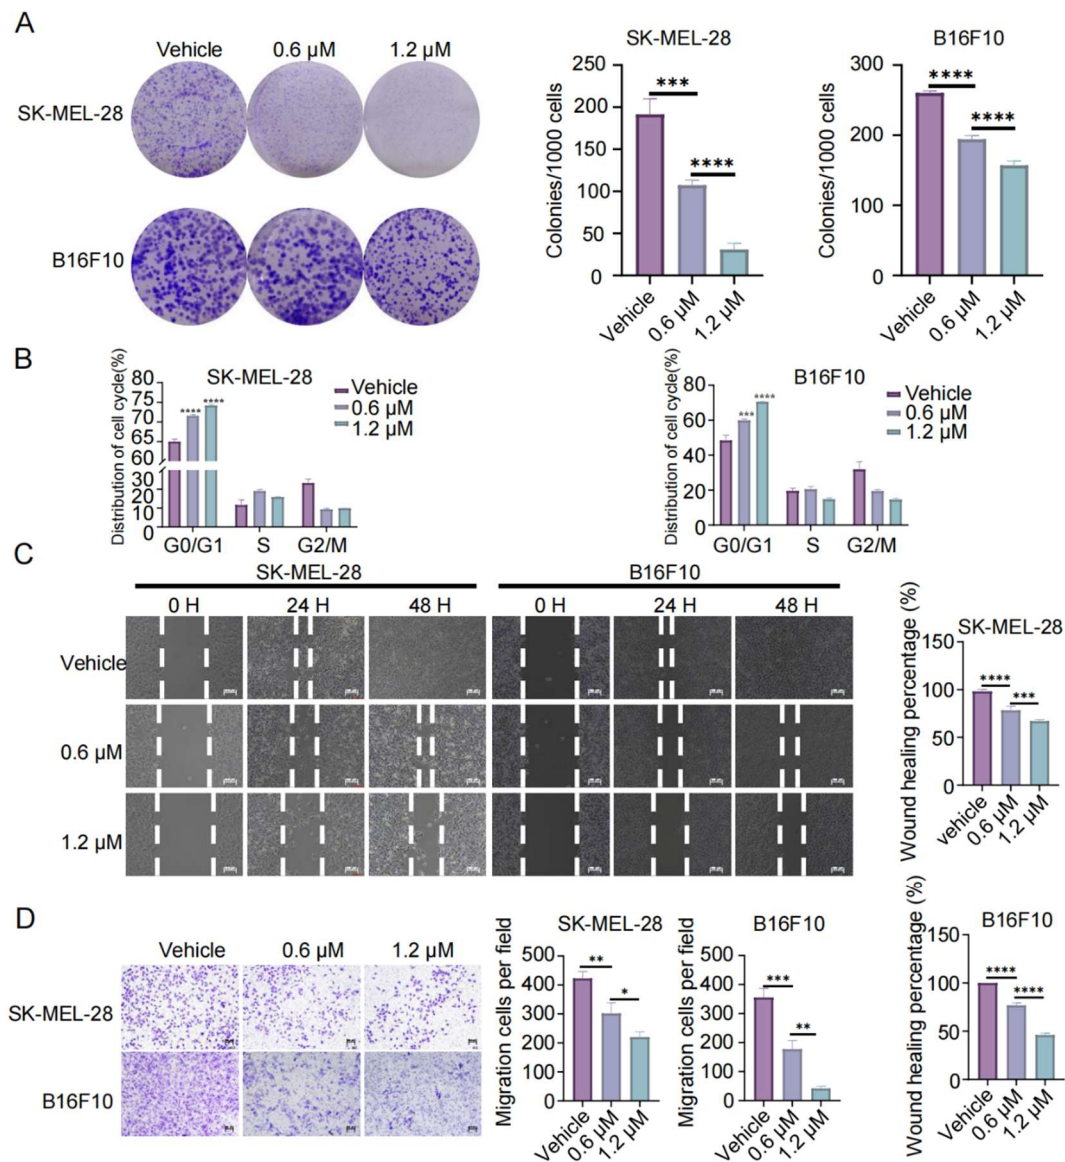 A
Vehicle 0.6 μM 1.2 μM
SK-MEL-28
B16F10
SK-MEL-28
Colonies/1000 cells
250
200
150
100
50
0
*** ****
Vehicle 0.6 μM 1.2 μM
B16F10
Colonies/1000 cells
300
200
100
0
**** ****
Vehicle 0.6 μM 1.2 μM
B
SK-MEL-28
Distribution of cell cycle(%)
80
75
70
65
60
20
10
0
**** ****
Vehicle
0.6 μM
1.2 μM
G0/G1 S G2/M
B16F10
Distribution of cell cycle(%)
80
60
40
20
0
*** ****
Vehicle
0.6 μM
1.2 μM
G0/G1 S G2/M
C
SK-MEL-28 B16F10
0 H 24 H 48 H 0 H 24 H 48 H
Vehicle
0.6 μM
1.2 μM
SK-MEL-28
Wound healing percentage (%)
150
100
50
0
**** ***
vehicle 0.6 μM 1.2 μM
B16F10
Wound healing percentage (%)
150
100
50
0
**** ****
Vehicle 0.6 μM 1.2 μM
D
Vehicle 0.6 μM 1.2 μM
SK-MEL-28
B16F10
SK-MEL-28
Migration cells per field
500
400
300
200
100
0
** *
Vehicle 0.6 μM 1.2 μM
B16F10
Migration cells per field
500
400
300
200
100
0
*** **
Vehicle 0.6 μM 1.2 μM